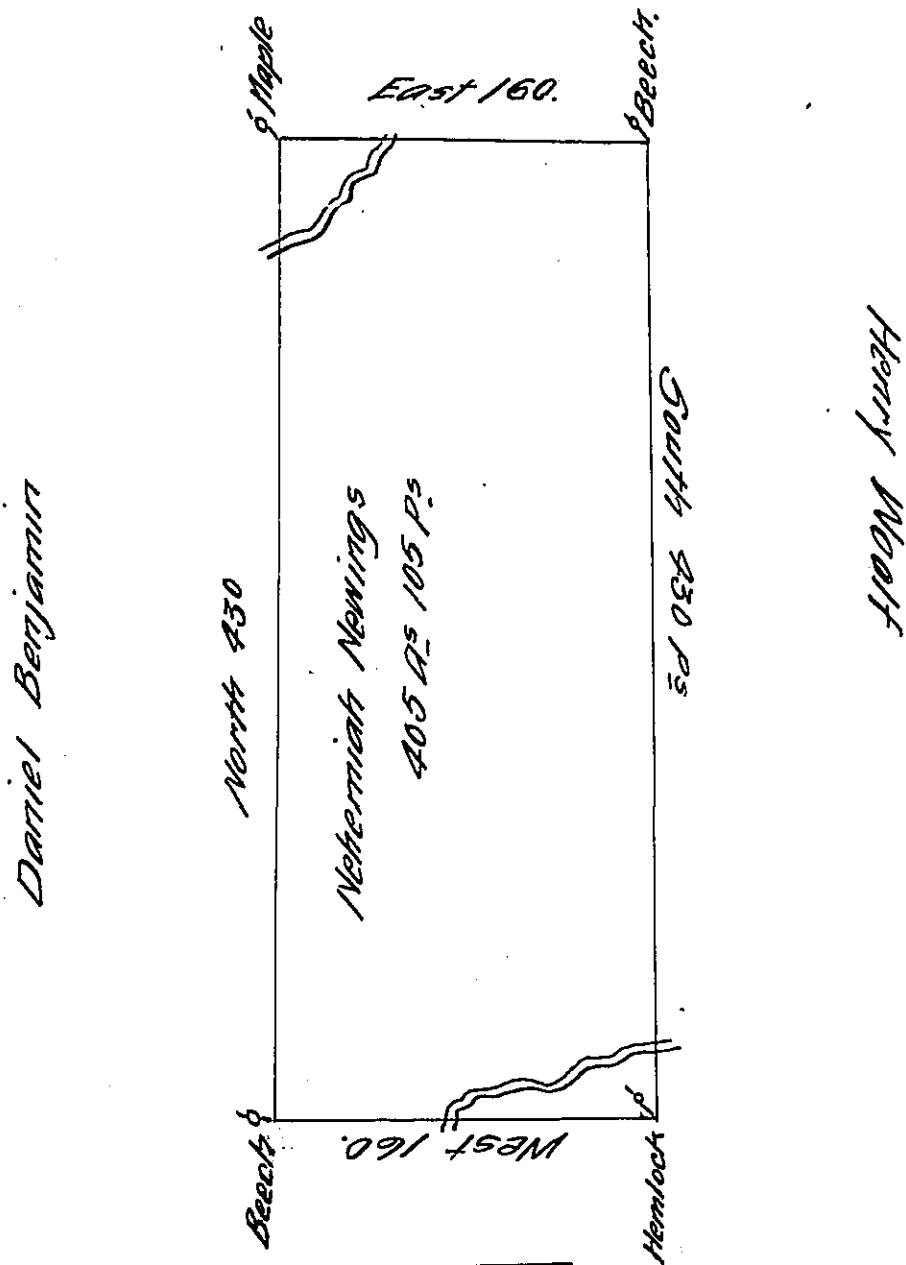 Maple
East 160.
Beech.
Henry Woolf
South 430 Ps
Daniel Benjamin
North 430
Nehemiah Newings
405 as 105 Ps
Beech.
West 160.
Hemlock